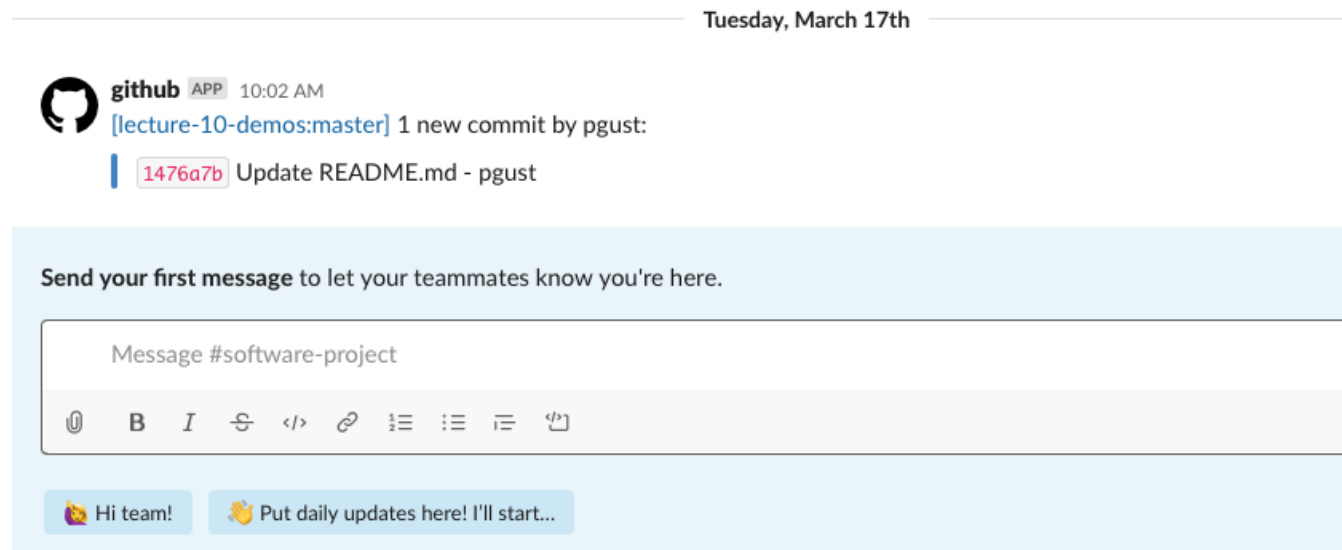 Tuesday, March 17th
github APP 10:02 AM
[lecture-10-demos:master] 1 new commit by pgust:
1476a7b Update README.md - pgust
Send your first message to let your teammates know you're here.
Message #software-project
B I S </>
Hi team! Put daily updates here! I'll start...